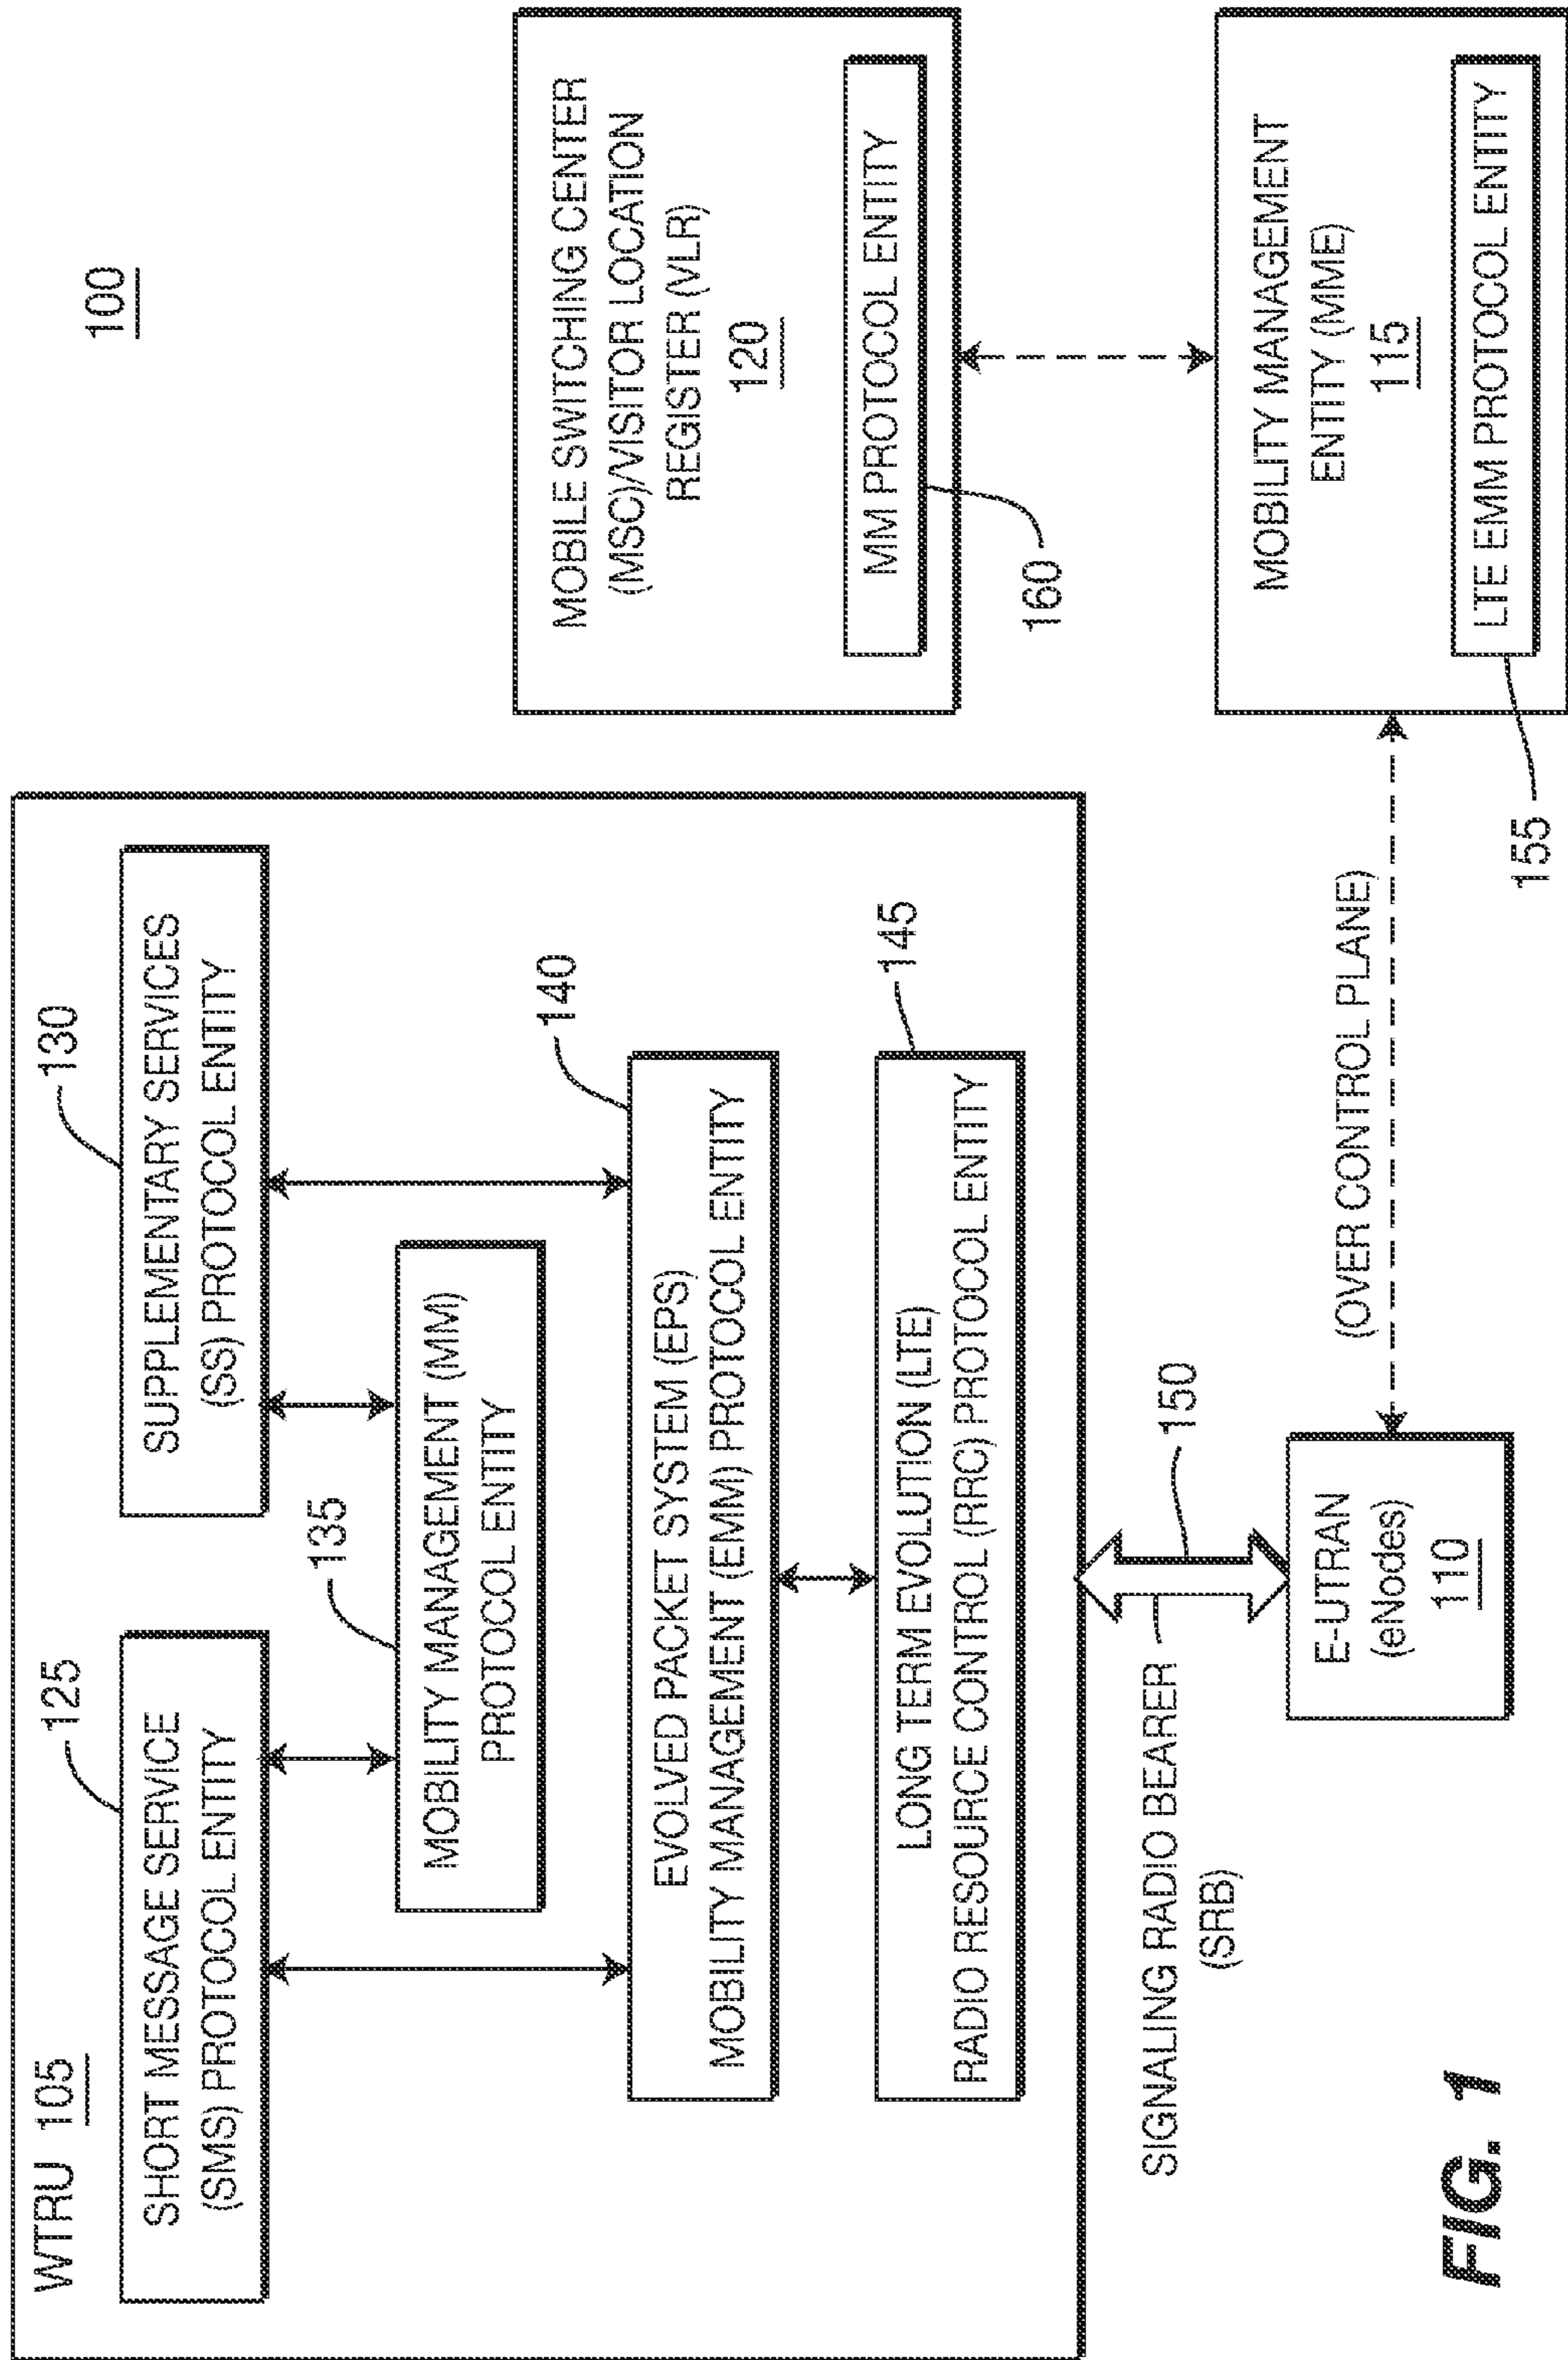 100
WTRU 105
125
SHORT MESSAGE SERVICE
(SMS) PROTOCOL ENTITY
130
SUPPLEMENTARY SERVICES
(SS) PROTOCOL ENTITY
135
MOBILITY MANAGEMENT (MM)
PROTOCOL ENTITY
140
EVOLVED PACKET SYSTEM (EPS)
MOBILITY MANAGEMENT (EMM) PROTOCOL ENTITY
145
LONG TERM EVOLUTION (LTE)
RADIO RESOURCE CONTROL (RRC) PROTOCOL ENTITY
SIGNALING RADIO BEARER
(SRB)
150
E-UTRAN
(eNodes)
110
(OVER CONTROL PLANE)
MOBILE SWITCHING CENTER
(MSC)/VISITOR LOCATION
REGISTER (VLR)
120
MM PROTOCOL ENTITY
160
MOBILITY MANAGEMENT
ENTITY (MME)
115
LTE EMM PROTOCOL ENTITY
155
FIG. 1